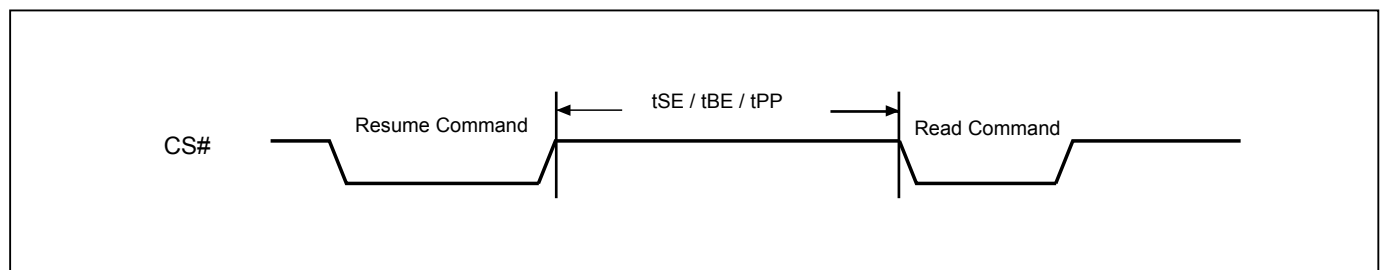 tSE / tBE / tPP
Resume Command
Read Command
CS#